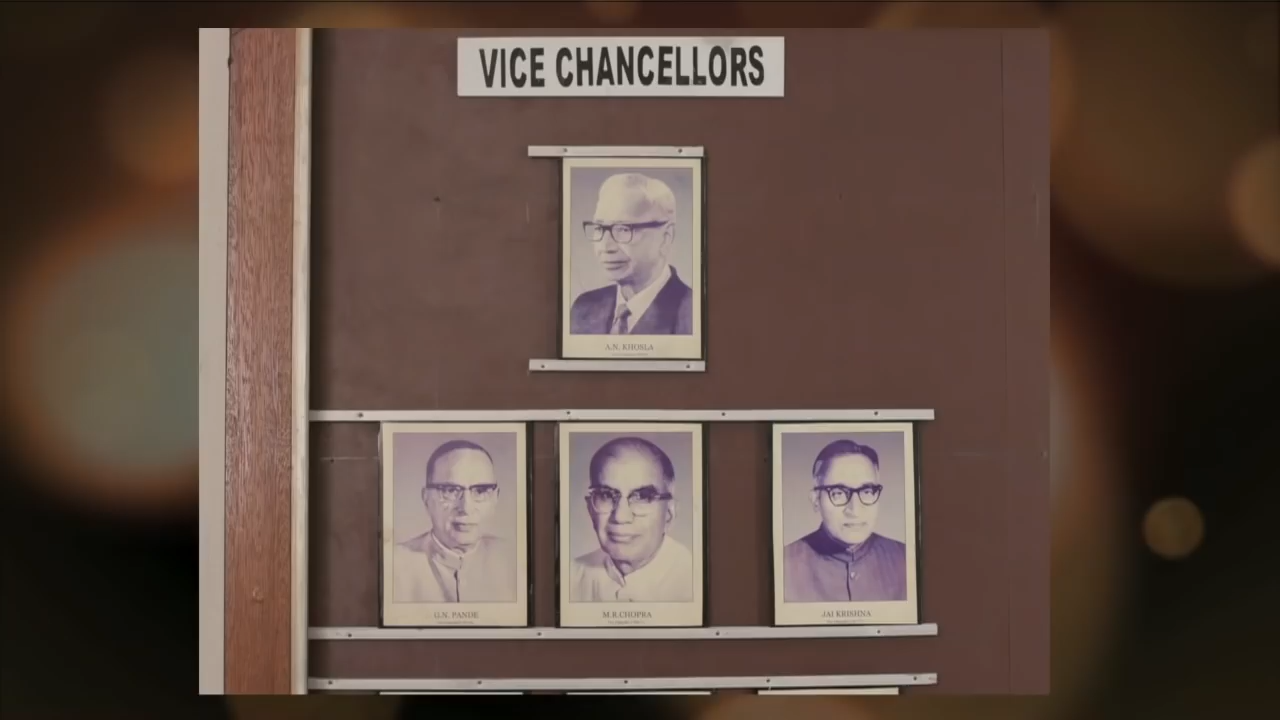 VICE CHANCELLORS
A.N. KHOSLA
G.N. PANDE
M.R.CHOPRA
JAI KRISHNA